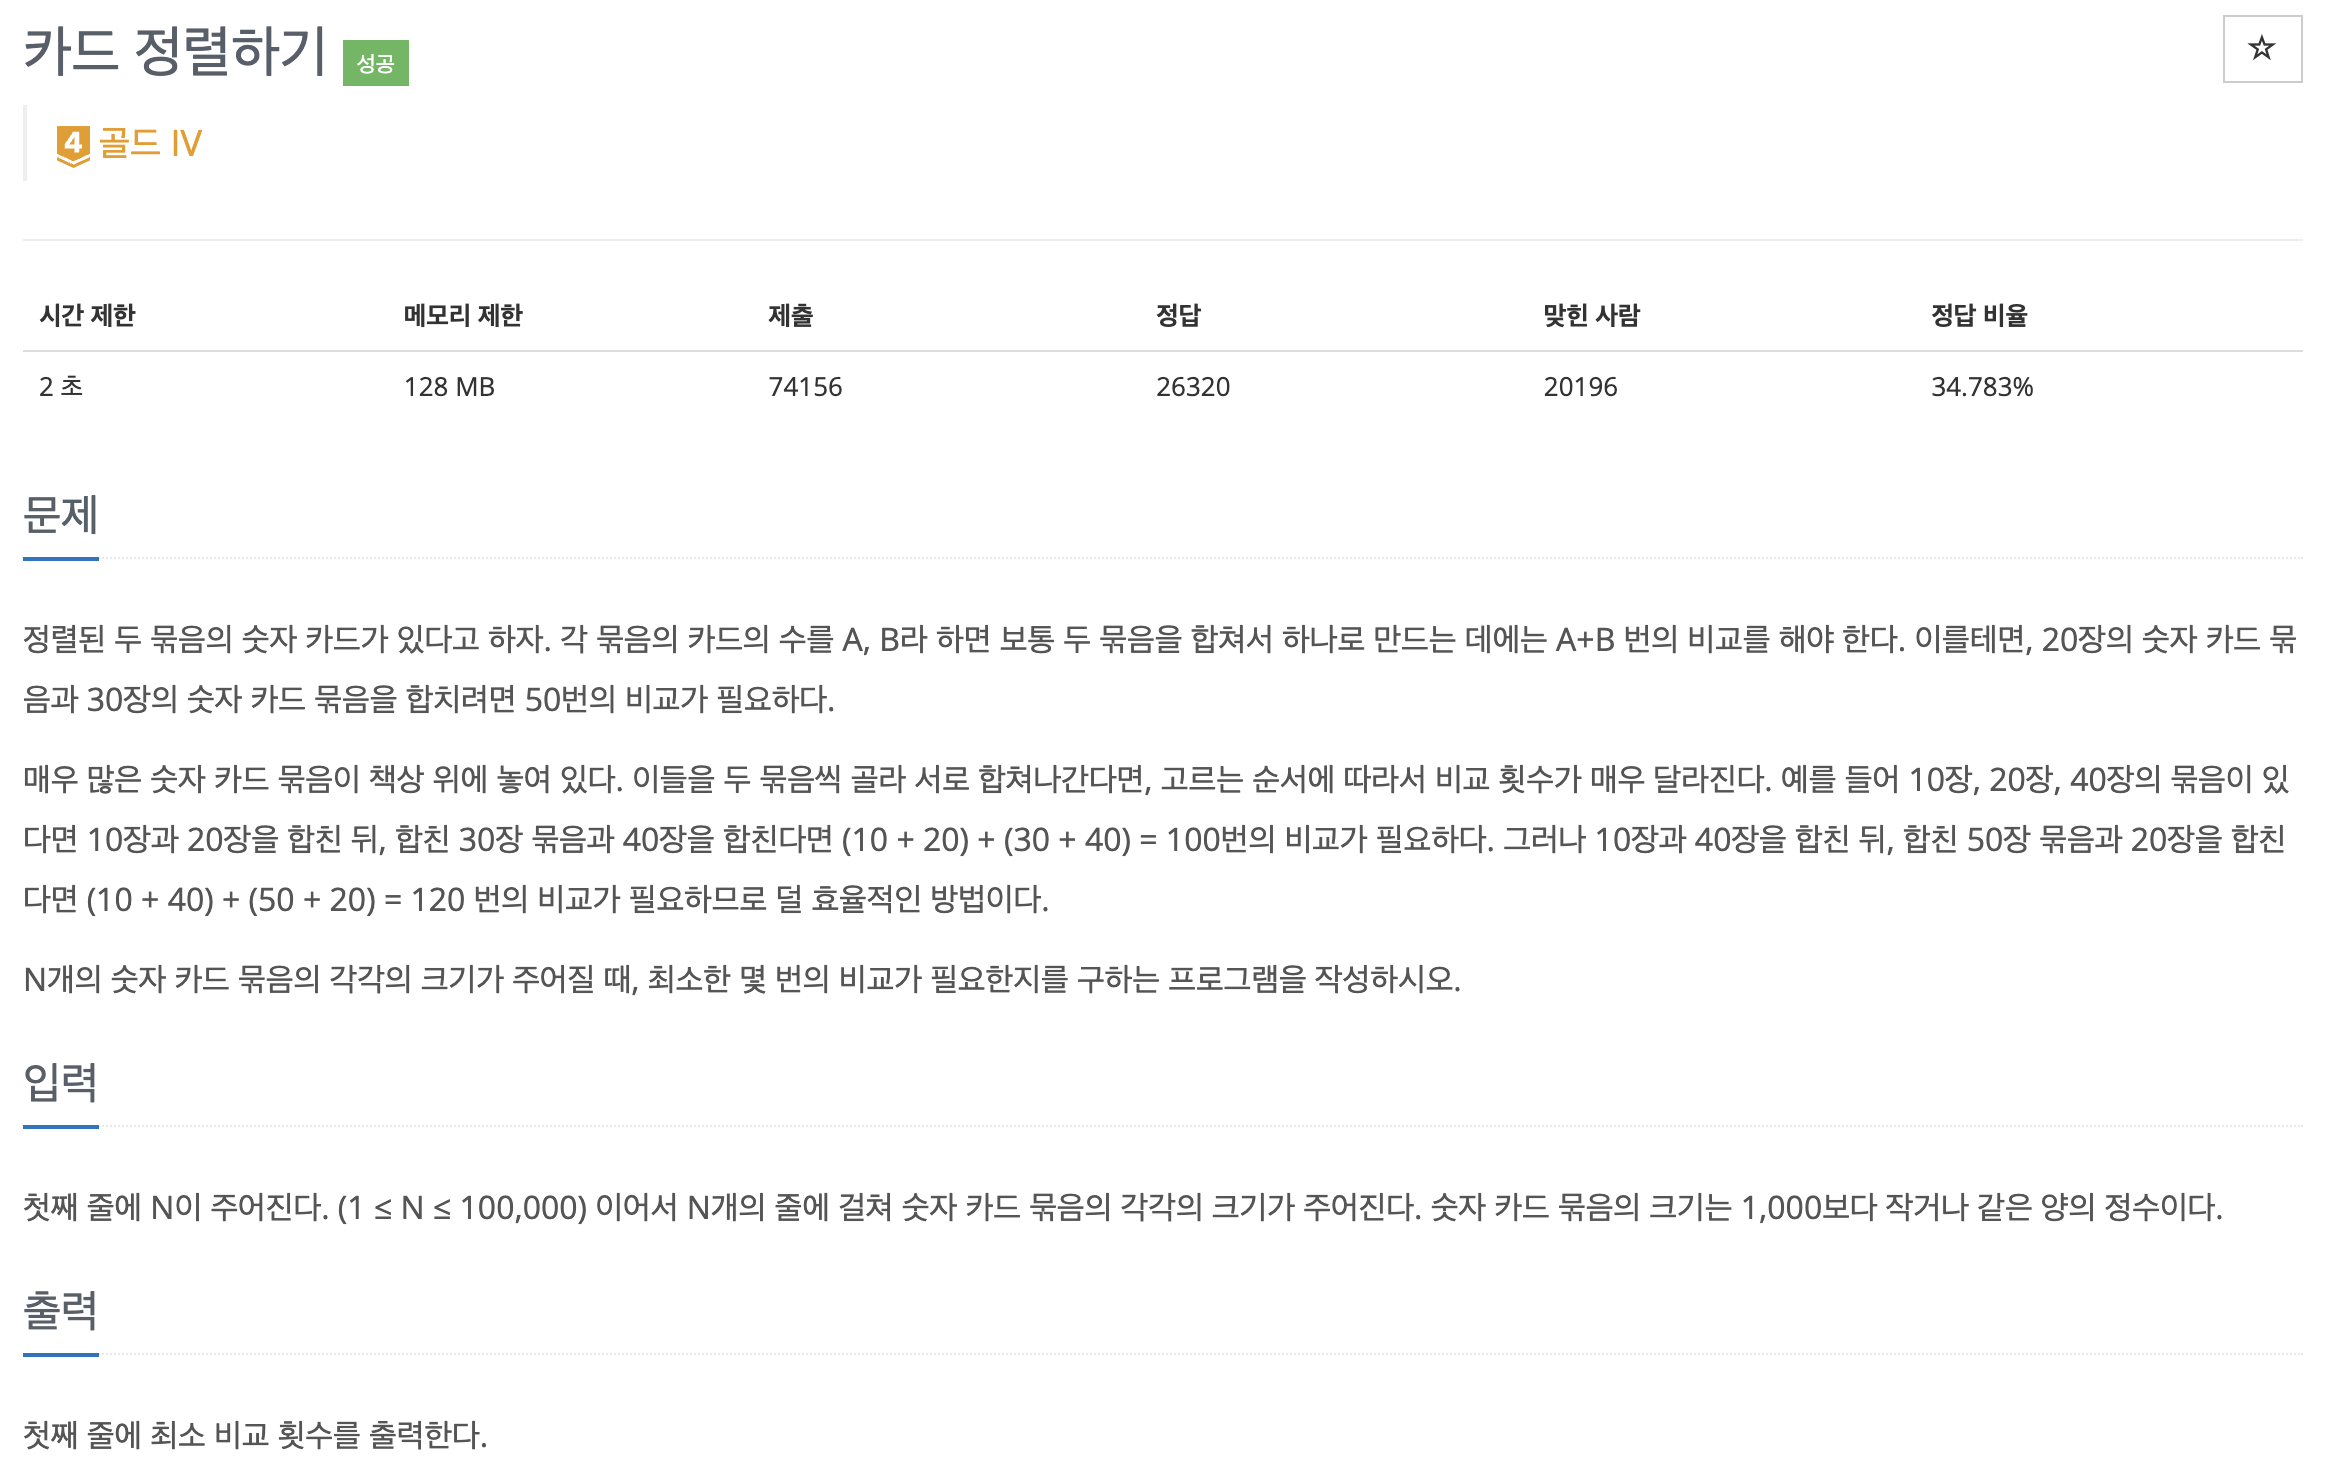 카드 정렬하기 성공
☆
4 골드 IV
시간 제한 메모리 제한 제출 정답 맞힌 사람 정답 비율
2 초 128 MB 74156 26320 20196 34.783%
문제
정렬된 두 묶음의 숫자 카드가 있다고 하자. 각 묶음의 카드의 수를 A, B라 하면 보통 두 묶음을 합쳐서 하나로 만드는 데에는 A+B 번의 비교를 해야 한다. 이를테면, 20장의 숫자 카드 묶
음과 30장의 숫자 카드 묶음을 합치려면 50번의 비교가 필요하다.
매우 많은 숫자 카드 묶음이 책상 위에 놓여 있다. 이들을 두 묶음씩 골라 서로 합쳐나간다면, 고르는 순서에 따라서 비교 횟수가 매우 달라진다. 예를 들어 10장, 20장, 40장의 묶음이 있
다면 10장과 20장을 합친 뒤, 합친 30장 묶음과 40장을 합친다면 (10 + 20) + (30 + 40) = 100번의 비교가 필요하다. 그러나 10장과 40장을 합친 뒤, 합친 50장 묶음과 20장을 합친
다면 (10 + 40) + (50 + 20) = 120 번의 비교가 필요하므로 덜 효율적인 방법이다.
N개의 숫자 카드 묶음의 각각의 크기가 주어질 때, 최소한 몇 번의 비교가 필요한지를 구하는 프로그램을 작성하시오.
입력
첫째 줄에 N이 주어진다. (1 ≤ N ≤ 100,000) 이어서 N개의 줄에 걸쳐 숫자 카드 묶음의 각각의 크기가 주어진다. 숫자 카드 묶음의 크기는 1,000보다 작거나 같은 양의 정수이다.
출력
첫째 줄에 최소 비교 횟수를 출력한다.